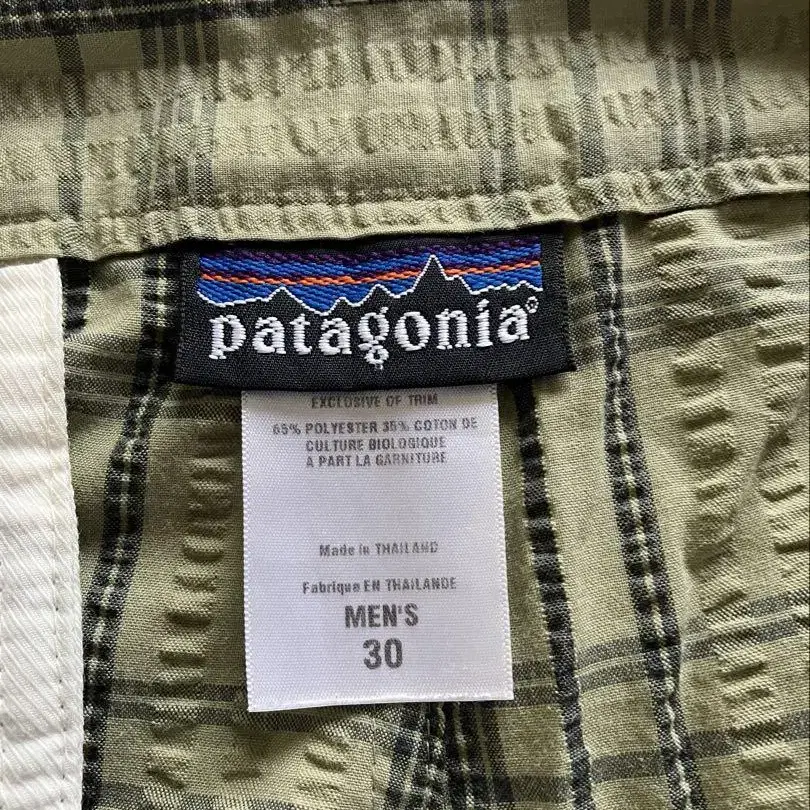 patagonia®
EXCLUSIVE OF TRIM
65% POLYESTER 35% COTON DE
CULTURE BIOLOGIQUE
A PART LA GARNITURE
Made in THAILAND
Fabriqué EN THAILANDE
MEN'S
30